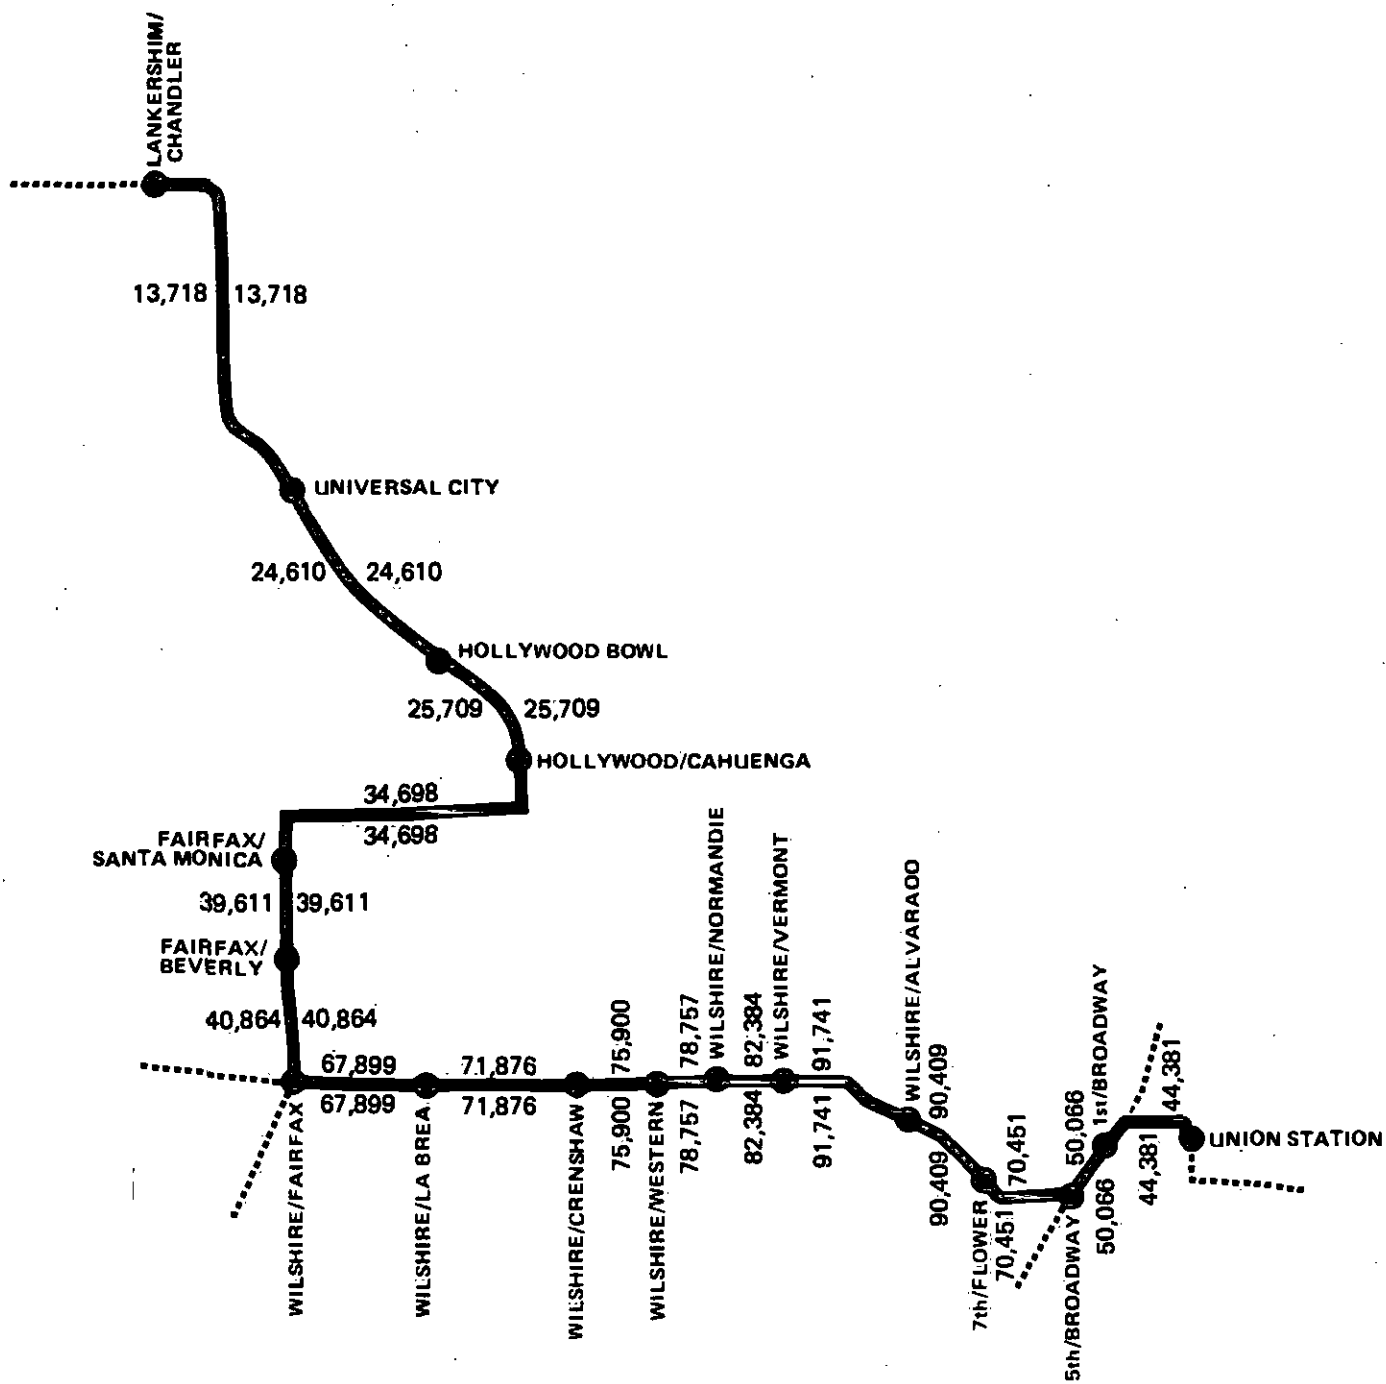 LANKERSHIM/
CHANDLER
13,718
13,718
UNIVERSAL CITY
24,610
24,610
HOLLYWOOD BOWL
25,709
25,709
HOLLYWOOD/CAHUENGA
34,698
34,698
FAIRFAX/
SANTA MONICA
39,611
39,611
FAIRFAX/
BEVERLY
40,864
40,864
WILSHIRE/FAIRFAX
67,899
67,899
WILSHIRE/LA BREA
71,876
71,876
WILSHIRE/CRENSHAW
75,900
75,900
WILSHIRE/WESTERN
78,757
78,757
WILSHIRE/NORMANDIE
82,384
82,384
WILSHIRE/VERMONT
91,741
91,741
WILSHIRE/ALVARAOO
90,409
90,409
7th/FLOWER
70,451
70,451
5th/BROADWAY
50,066
50,066
1st/BROADWAY
44,381
44,381
UNION STATION